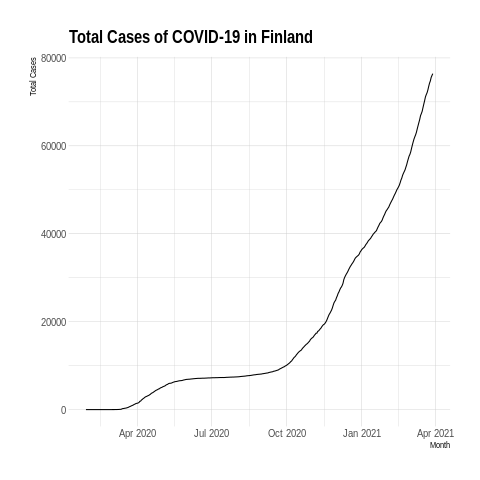 Total Cases of COVID-19 in Finland
Total Cases
80000
60000
40000
20000
0
Apr 2020 Jul 2020 Oct 2020 Jan 2021 Apr 2021
Month